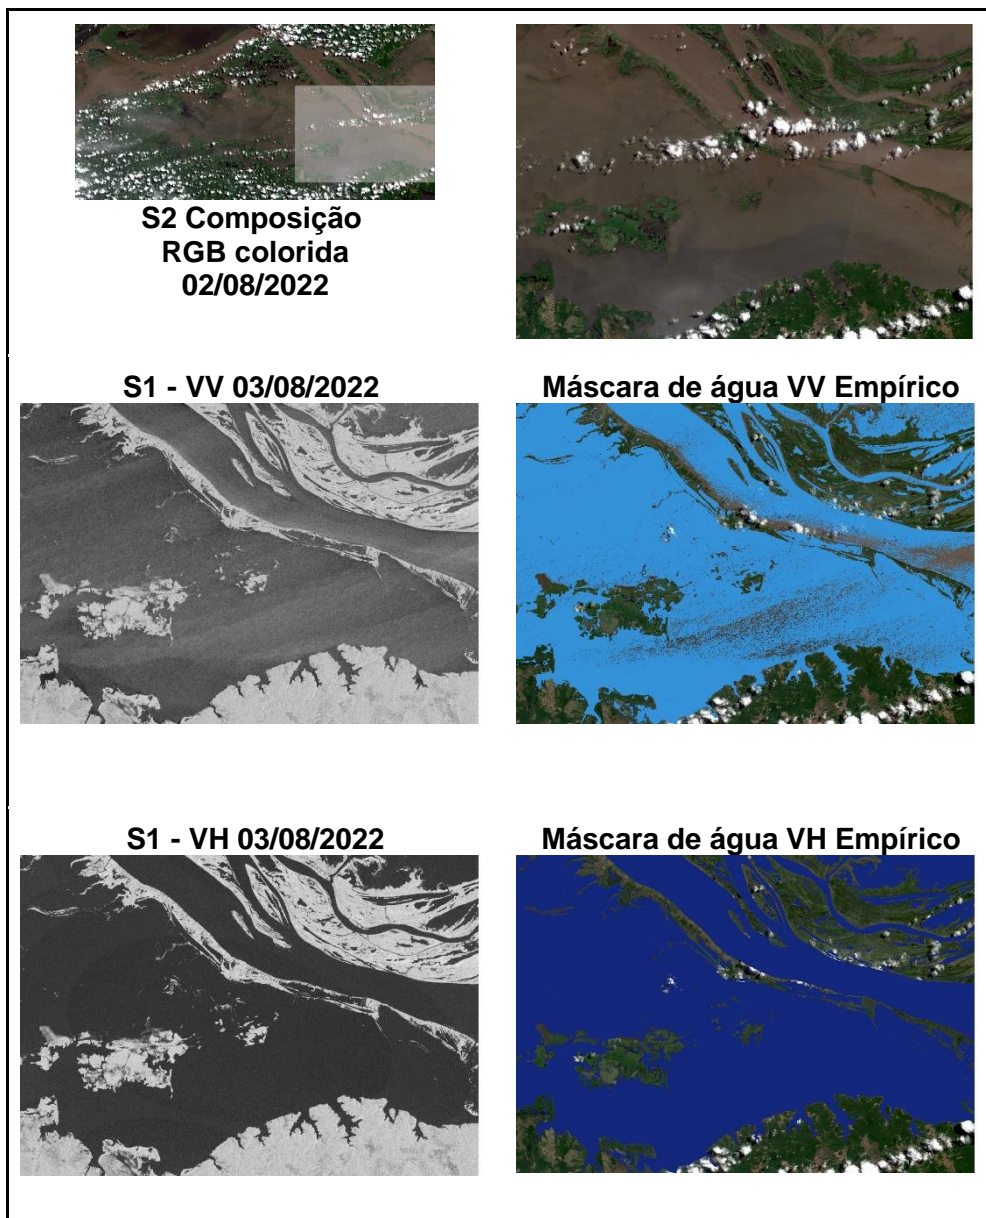 S2 Composição
RGB colorida
02/08/2022
S1 - VV 03/08/2022
Máscara de água VV Empírico
S1 - VH 03/08/2022
Máscara de água VH Empírico